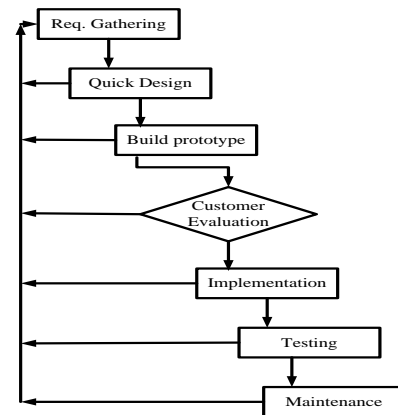 Req. Gathering
Quick Design
Build prototype
Customer
Evaluation
Implementation
Testing
Maintenance